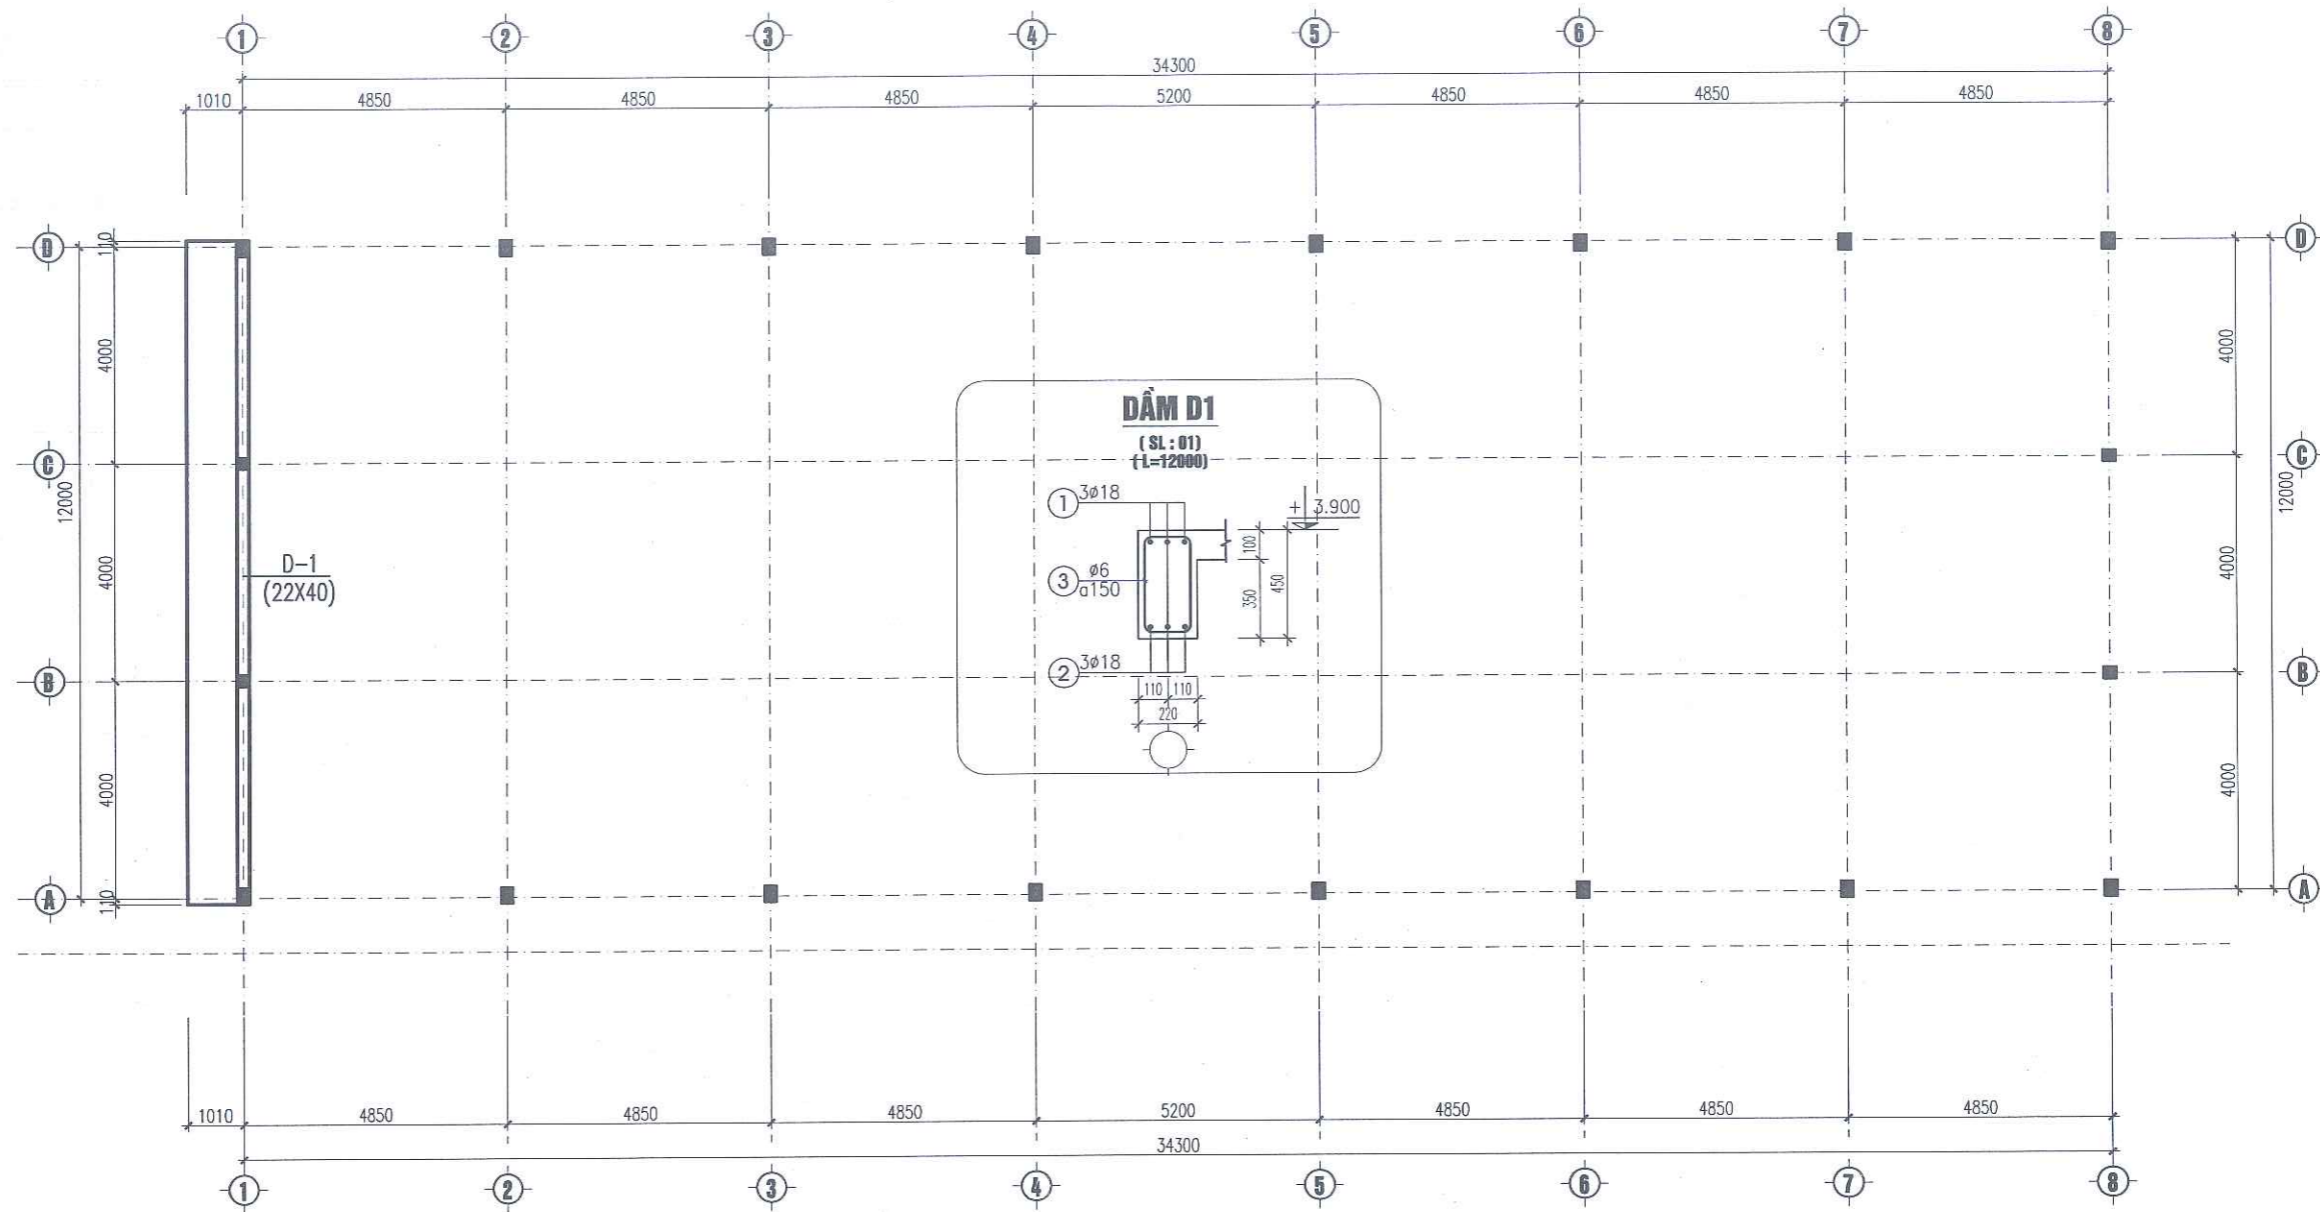 1 2 3 4 5 6 7 8
34300
1010 4850 4850 4850 5200 4850 4850 4850
D 110 D
4000 4000
DẦM D1
( SL : 01)
( L=12000)
C C
12000 12000
1 3ø18
+ 3.900
100
D-1
(22X40)
4000 4000
3 ø6
a150
350 450
B B
2 3ø18
110 110
220
4000 4000
A 110 A
1010 4850 4850 4850 5200 4850 4850 4850
34300
1 2 3 4 5 6 7 8